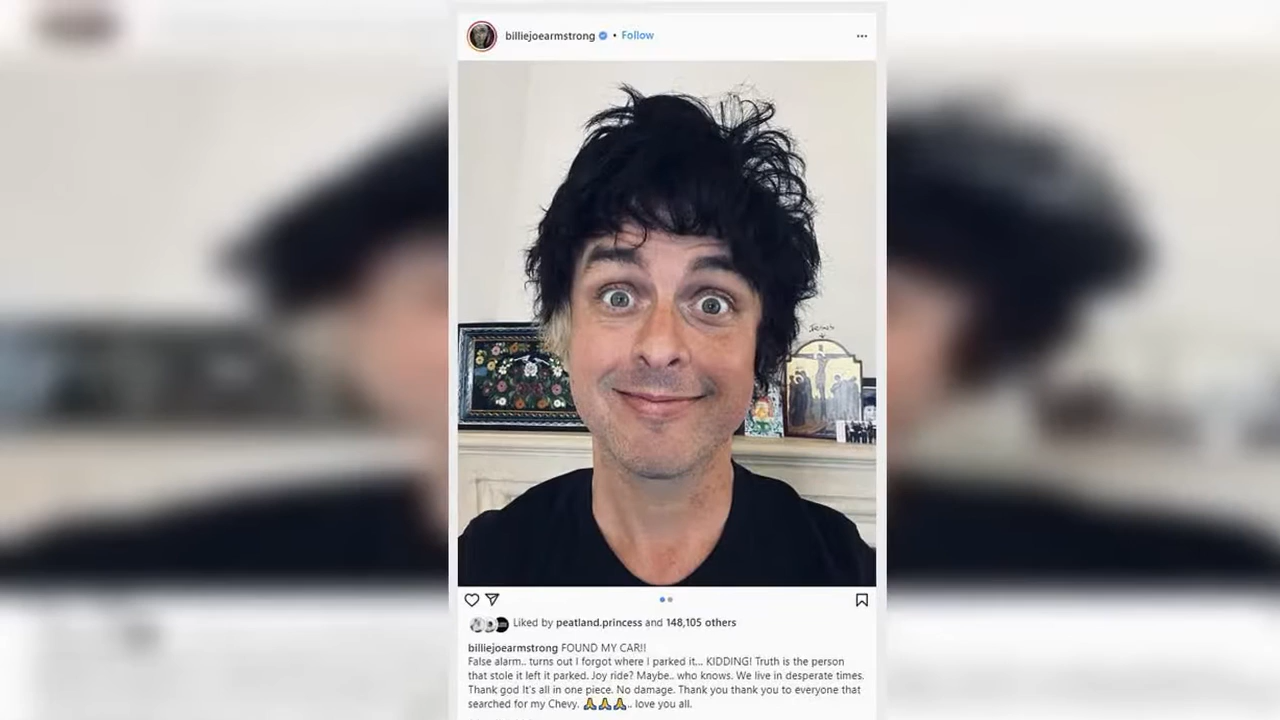 billiejoearmstrong • Follow
Jesus
Liked by peatland.princess and 148,105 others
billiejoearmstrong FOUND MY CAR!!
False alarm.. turns out I forgot where I parked it... KIDDING! Truth is the person
that stole it left it parked. Joy ride? Maybe.. who knows. We live in desperate times.
Thank god It's all in one piece. No damage. Thank you thank you to everyone that
searched for my Chevy. 🙏🙏🙏.. love you all.